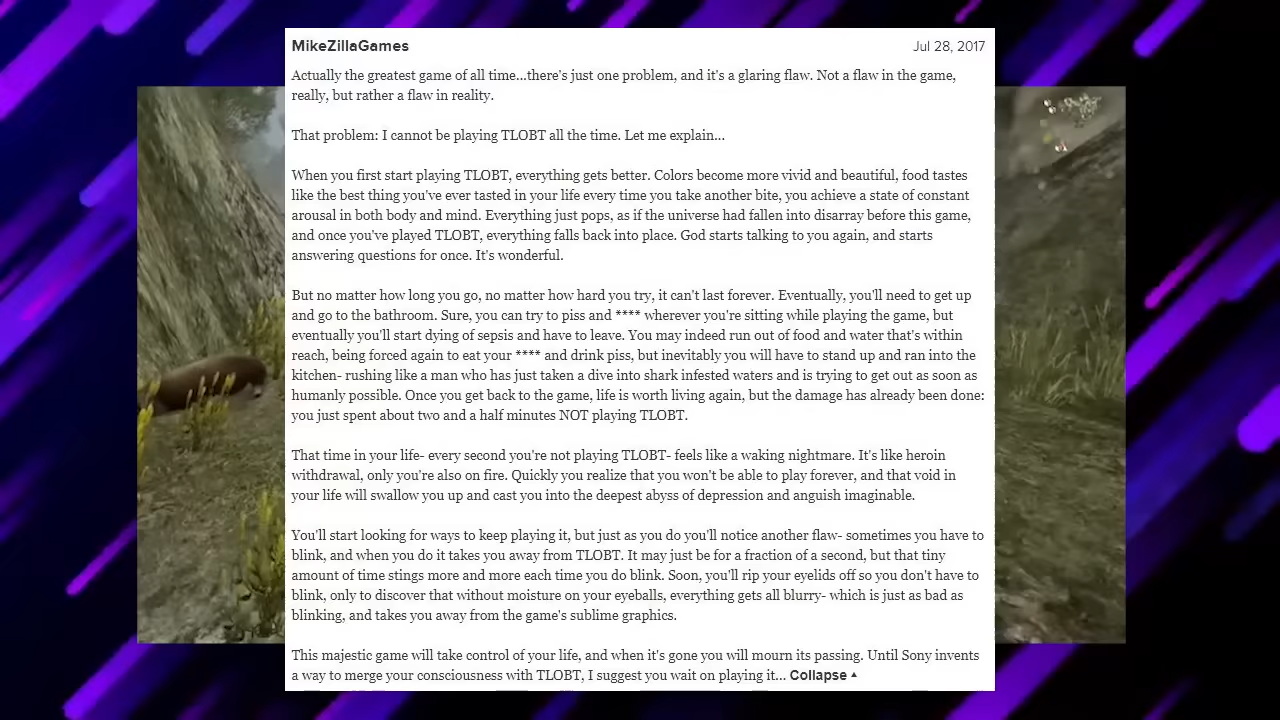 MikeZillaGames
Jul 28, 2017
Actually the greatest game of all time...there's just one problem, and it's a glaring flaw. Not a flaw in the game,
really, but rather a flaw in reality.
That problem: I cannot be playing TLOBT all the time. Let me explain...
When you first start playing TLOBT, everything gets better. Colors become more vivid and beautiful, food tastes
like the best thing you've ever tasted in your life every time you take another bite, you achieve a state of constant
arousal in both body and mind. Everything just pops, as if the universe had fallen into disarray before this game,
and once you've played TLOBT, everything falls back into place. God starts talking to you again, and starts
answering questions for once. It's wonderful.
But no matter how long you go, no matter how hard you try, it can't last forever. Eventually, you'll need to get up
and go to the bathroom. Sure, you can try to piss and **** wherever you're sitting while playing the game, but
eventually you'll start dying of sepsis and have to leave. You may indeed run out of food and water that's within
reach, being forced again to eat your **** and drink piss, but inevitably you will have to stand up and ran into the
kitchen- rushing like a man who has just taken a dive into shark infested waters and is trying to get out as soon as
humanly possible. Once you get back to the game, life is worth living again, but the damage has already been done:
you just spent about two and a half minutes NOT playing TLOBT.
That time in your life- every second you're not playing TLOBT- feels like a waking nightmare. It's like heroin
withdrawal, only you're also on fire. Quickly you realize that you won't be able to play forever, and that void in
your life will swallow you up and cast you into the deepest abyss of depression and anguish imaginable.
You'll start looking for ways to keep playing it, but just as you do you'll notice another flaw- sometimes you have to
blink, and when you do it takes you away from TLOBT. It may just be for a fraction of a second, but that tiny
amount of time stings more and more each time you do blink. Soon, you'll rip your eyelids off so you don't have to
blink, only to discover that without moisture on your eyeballs, everything gets all blurry- which is just as bad as
blinking, and takes you away from the game's sublime graphics.
This majestic game will take control of your life, and when it's gone you will mourn its passing. Until Sony invents
a way to merge your consciousness with TLOBT, I suggest you wait on playing it... Collapse ▲